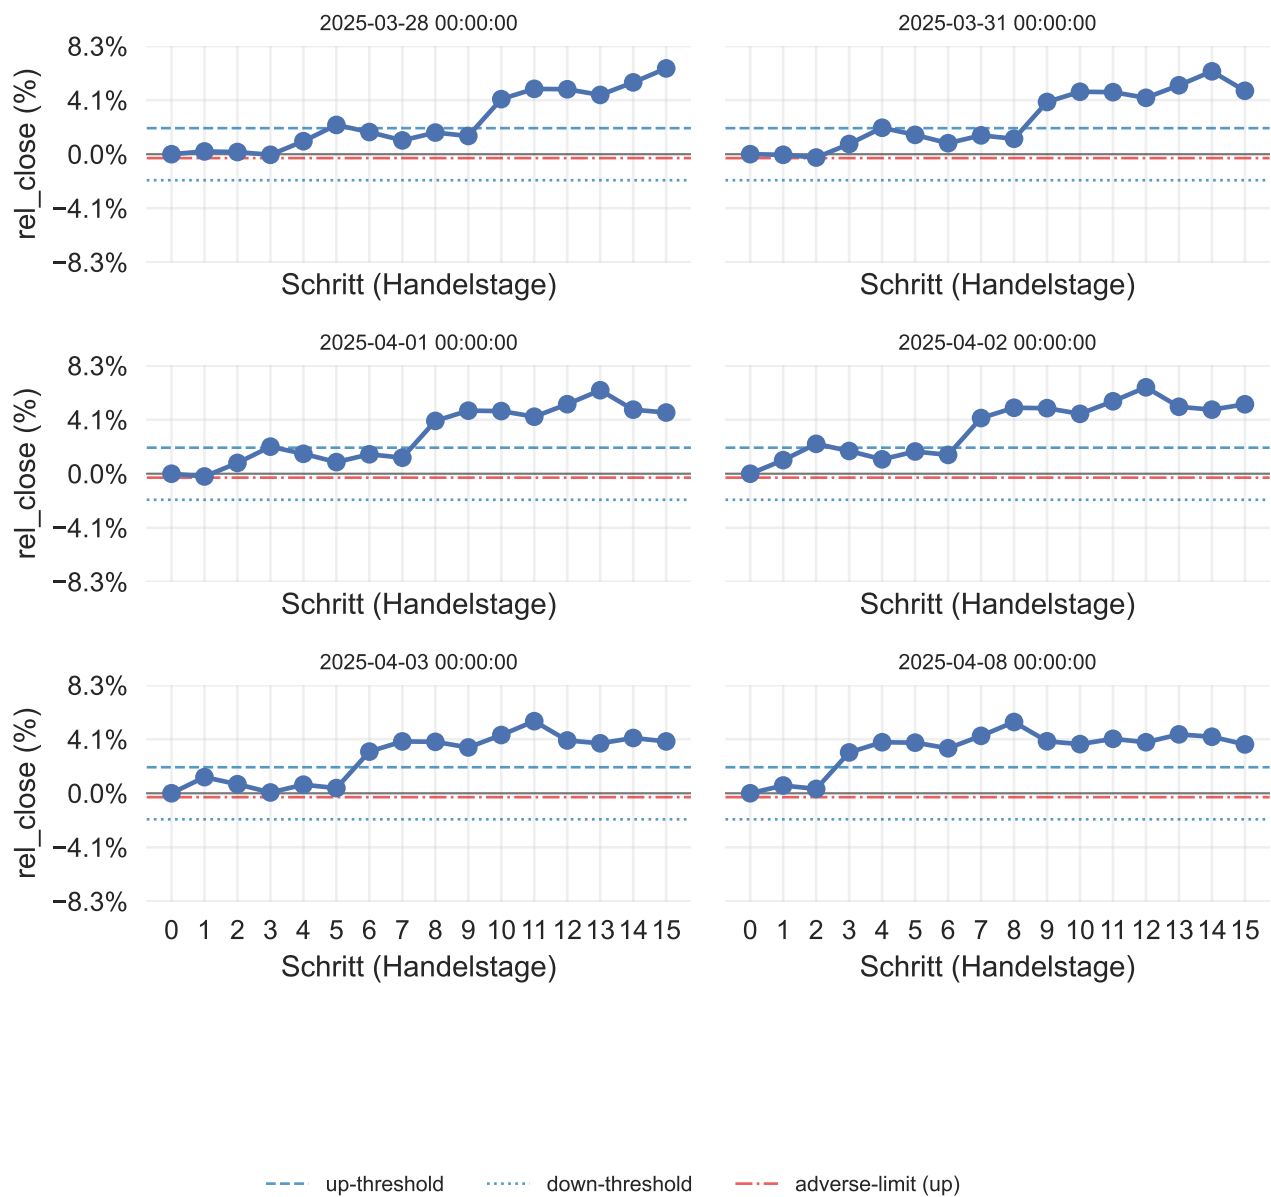 2025-03-28 00:00:00
2025-03-31 00:00:00
8.3%
4.1%
0.0%
−4.1%
−8.3%
rel_close (%)
Schritt (Handelstage)
Schritt (Handelstage)
2025-04-01 00:00:00
2025-04-02 00:00:00
8.3%
4.1%
0.0%
−4.1%
−8.3%
rel_close (%)
Schritt (Handelstage)
Schritt (Handelstage)
2025-04-03 00:00:00
2025-04-08 00:00:00
8.3%
4.1%
0.0%
−4.1%
−8.3%
rel_close (%)
0 1 2 3 4 5 6 7 8 9 10 11 12 13 14 15
0 1 2 3 4 5 6 7 8 9 10 11 12 13 14 15
Schritt (Handelstage)
Schritt (Handelstage)
up-threshold
down-threshold
adverse-limit (up)